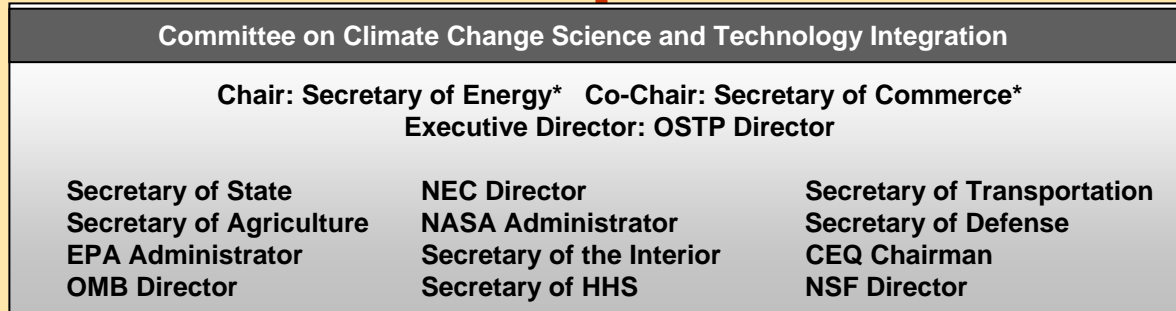 Committee on Climate Change Science and Technology Integration
Chair: Secretary of Energy* Co-Chair: Secretary of Commerce*
Executive Director: OSTP Director
Secretary of State NEC Director Secretary of Transportation
Secretary of Agriculture NASA Administrator Secretary of Defense
EPA Administrator Secretary of the Interior CEQ Chairman
OMB Director Secretary of HHS NSF Director